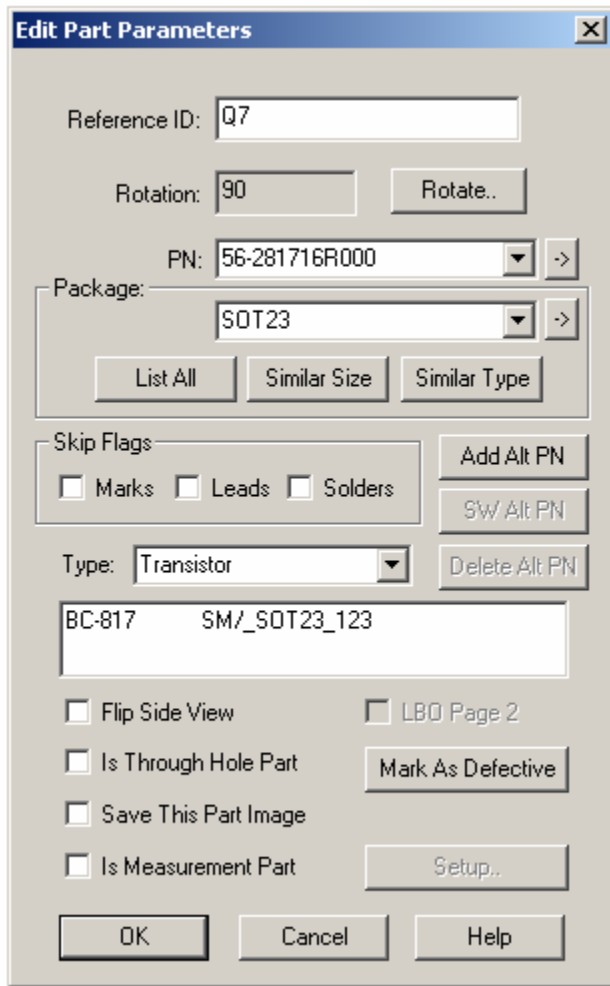 Edit Part Parameters
Reference ID: Q7
Rotation: 90 Rotate..
PN: 56-281716R000 ->
Package:
SOT23 ->
List All Similar Size Similar Type
Skip Flags
Marks Leads Solders
Add Alt PN
SW Alt PN
Type: Transistor Delete Alt PN
BC-817 SM/_SOT23_123
Flip Side View LBO Page 2
Is Through Hole Part Mark As Defective
Save This Part Image
Is Measurement Part Setup..
OK Cancel Help